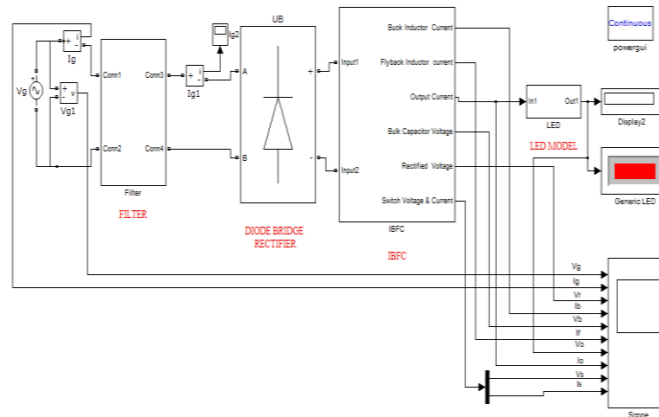 Continuous
powergui
UB
Ig
Ig2
Vg
Vg1
Conn1
Conn2
Conn3
Conn4
Filter
FILTER
Ig1
A
B
+
-
DIODE BRIDGE
RECTIFIER
Input1
Input2
Buck Inductor Current
Flyback Inductor current
Output Current
Bulk Capacitor Voltage
Rectified Voltage
Switch Voltage & Current
IBFC
IBFC
In1
Out1
LED
LED MODEL
Display2
Generic LED
Vg
Ig
Vr
Ib
Vb
If
Vo
Io
Vs
Is
Scope